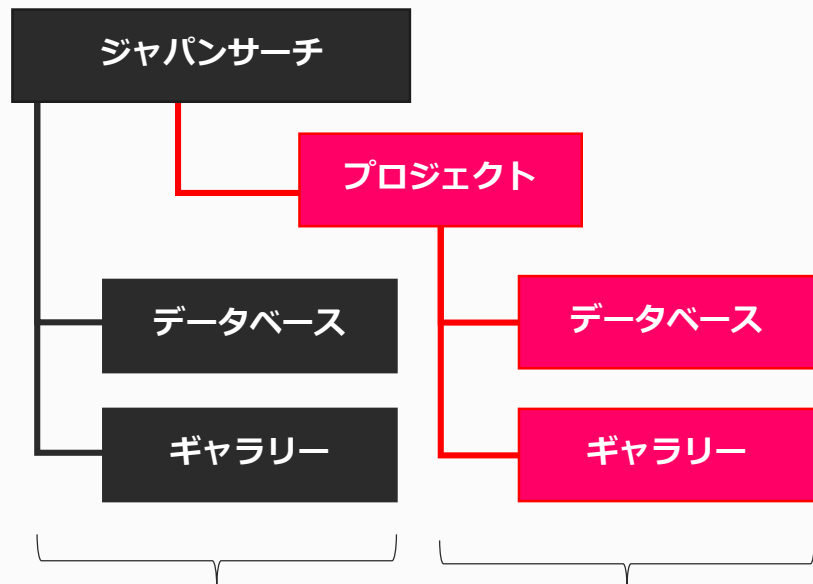 ジャパンサーチ
プロジェクト
データベース
データベース
ギャラリー
ギャラリー